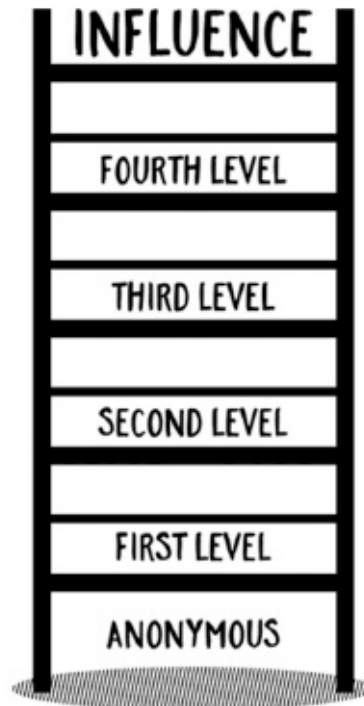 INFLUENCE
FOURTH LEVEL
THIRD LEVEL
SECOND LEVEL
FIRST LEVEL
ANONYMOUS